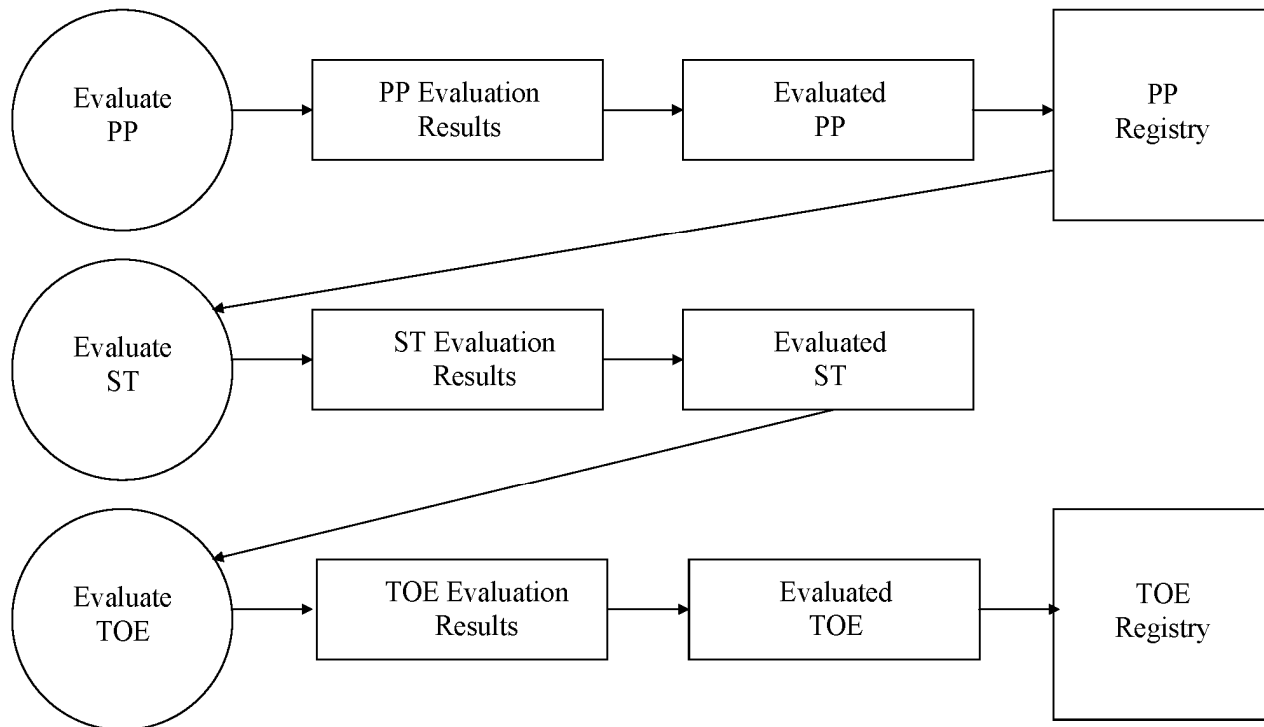 Evaluate
PP
PP Evaluation
Results
Evaluated
PP
PP
Registry
Evaluate
ST
ST Evaluation
Results
Evaluated
ST
Evaluate
TOE
TOE Evaluation
Results
Evaluated
TOE
TOE
Registry